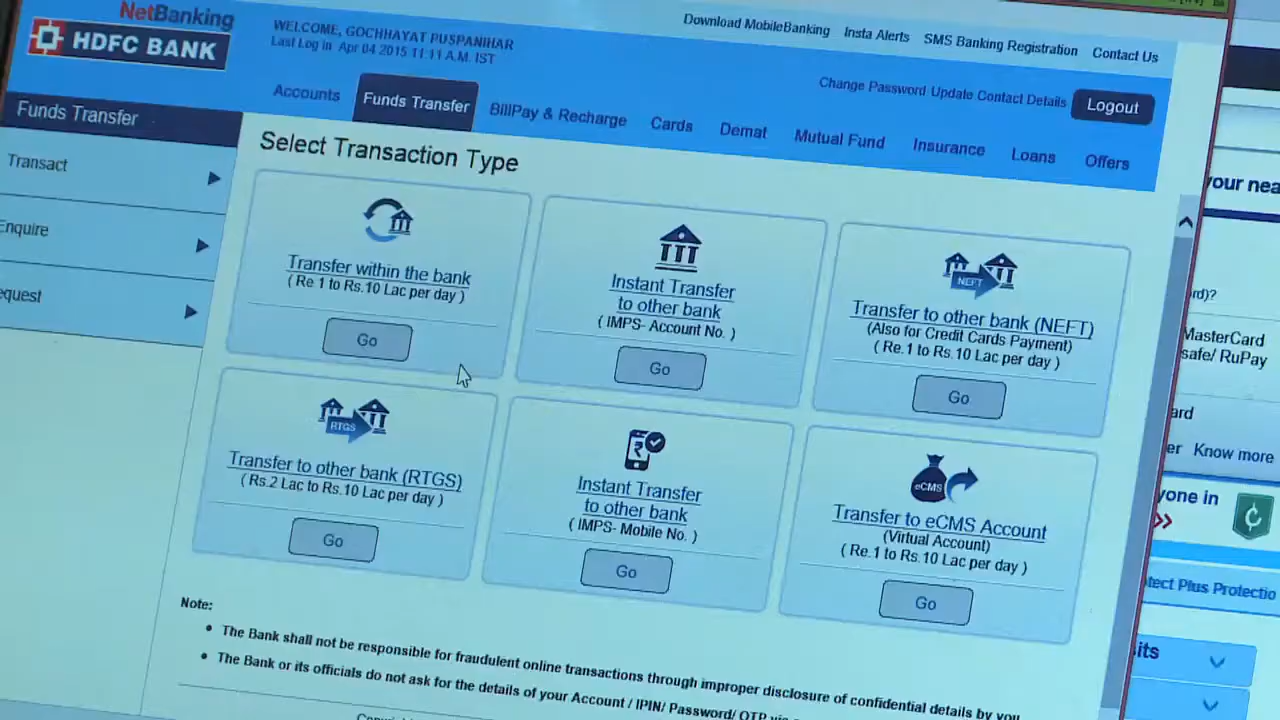 NetBanking
HDFC BANK
WELCOME, GOCHHAYAT PUSPANIHAR
Last Log in Apr 04 2015 11:11 A.M. IST
Download MobileBanking Insta Alerts SMS Banking Registration Contact Us
Change Password Update Contact Details Logout
Accounts Funds Transfer BillPay & Recharge Cards Demat Mutual Fund Insurance Loans Offers
Funds Transfer
Transact
Enquire
equest
Select Transaction Type
Transfer within the bank
( Re.1 to Rs.10 Lac per day )
Go
Instant Transfer
to other bank
( IMPS- Account No. )
Go
NEFT
Transfer to other bank (NEFT)
(Also for Credit Cards Payment)
( Re.1 to Rs.10 Lac per day )
Go
RTGS
Transfer to other bank (RTGS)
( Rs.2 Lac to Rs.10 Lac per day )
Go
₹
Instant Transfer
to other bank
( IMPS- Mobile No. )
Go
eCMS
Transfer to eCMS Account
(Virtual Account)
( Re.1 to Rs.10 Lac per day )
Go
Note:
• The Bank shall not be responsible for fraudulent online transactions through improper disclosure of confidential details by you
• The Bank or its officials do not ask for the details of your Account / IPIN/ Password/ OTP
your nea
rd)?
MasterCard
safe/ RuPay
ard
er Know more
yone in
tect Plus Protectio
its